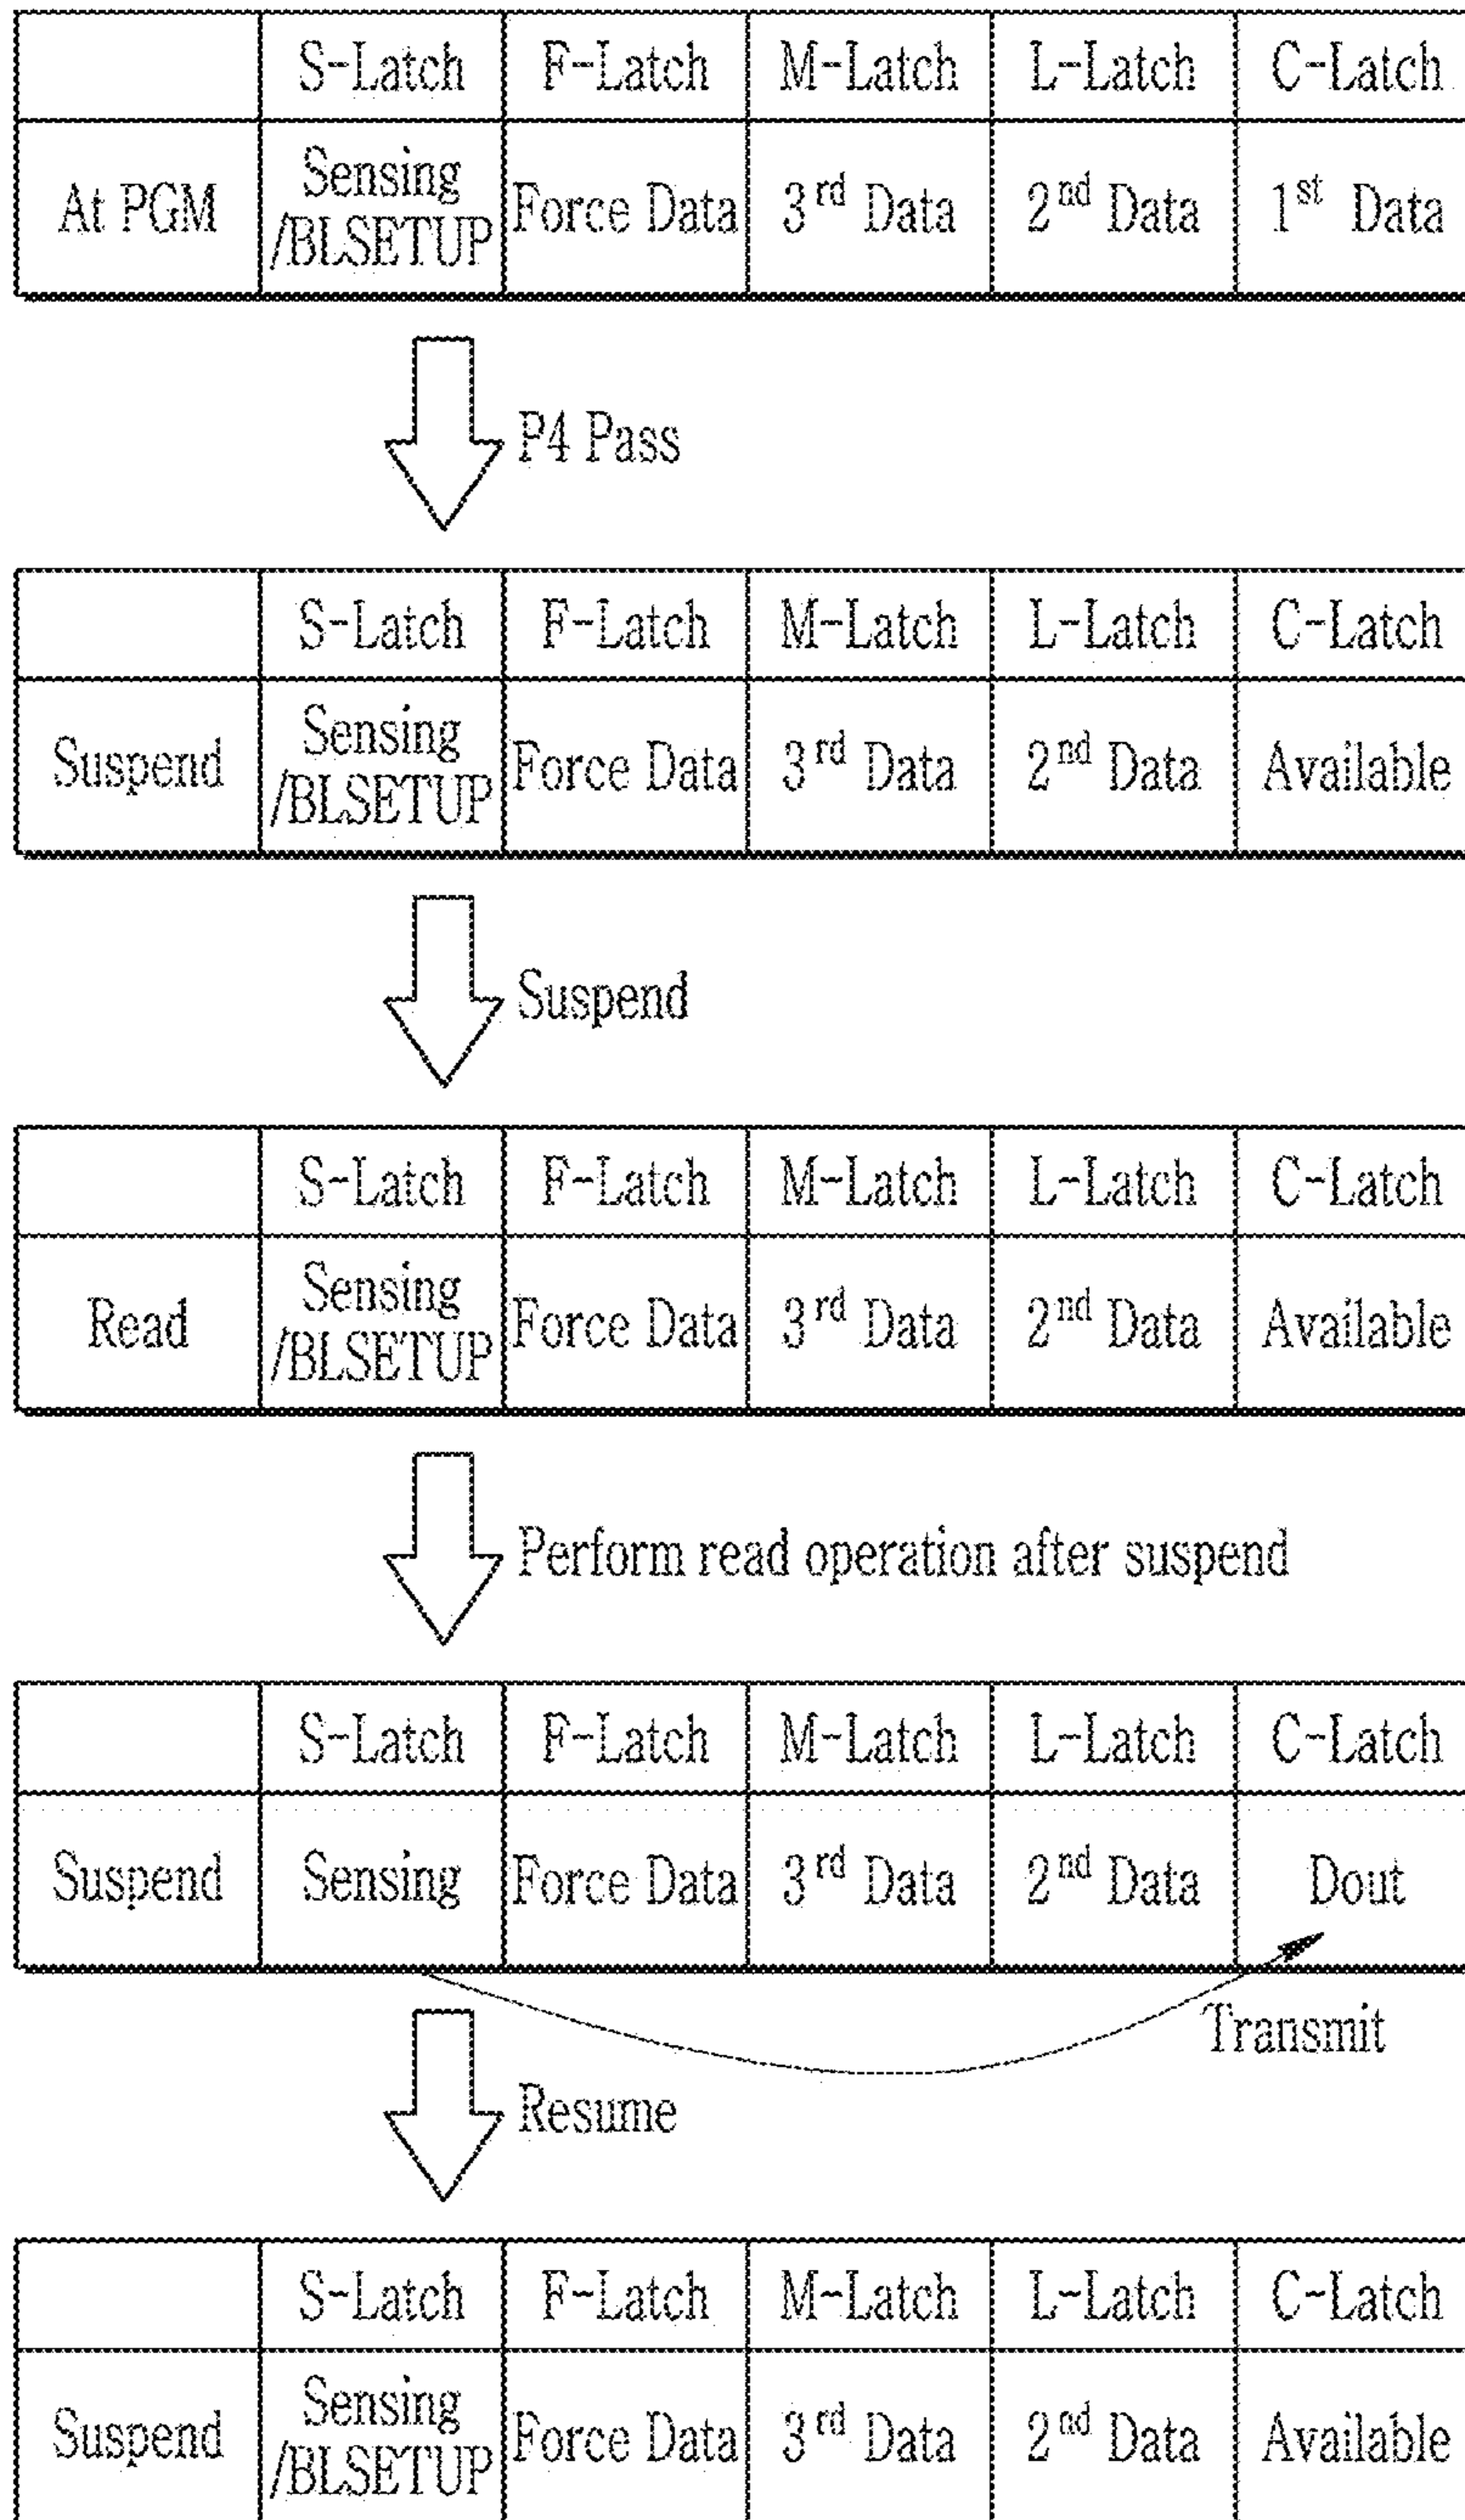 S-Latch F-Latch M-Latch L-Latch C-Latch
At PGM Sensing /BLSETUP Force Data 3rd Data 2nd Data 1st Data
P4 Pass
S-Latch F-Latch M-Latch L-Latch C-Latch
Suspend Sensing /BLSETUP Force Data 3rd Data 2nd Data Available
Suspend
S-Latch F-Latch M-Latch L-Latch C-Latch
Read Sensing /BLSETUP Force Data 3rd Data 2nd Data Available
Perform read operation after suspend
S-Latch F-Latch M-Latch L-Latch C-Latch
Suspend Sensing Force Data 3rd Data 2nd Data Dout
Transmit
Resume
S-Latch F-Latch M-Latch L-Latch C-Latch
Suspend Sensing /BLSETUP Force Data 3rd Data 2nd Data Available